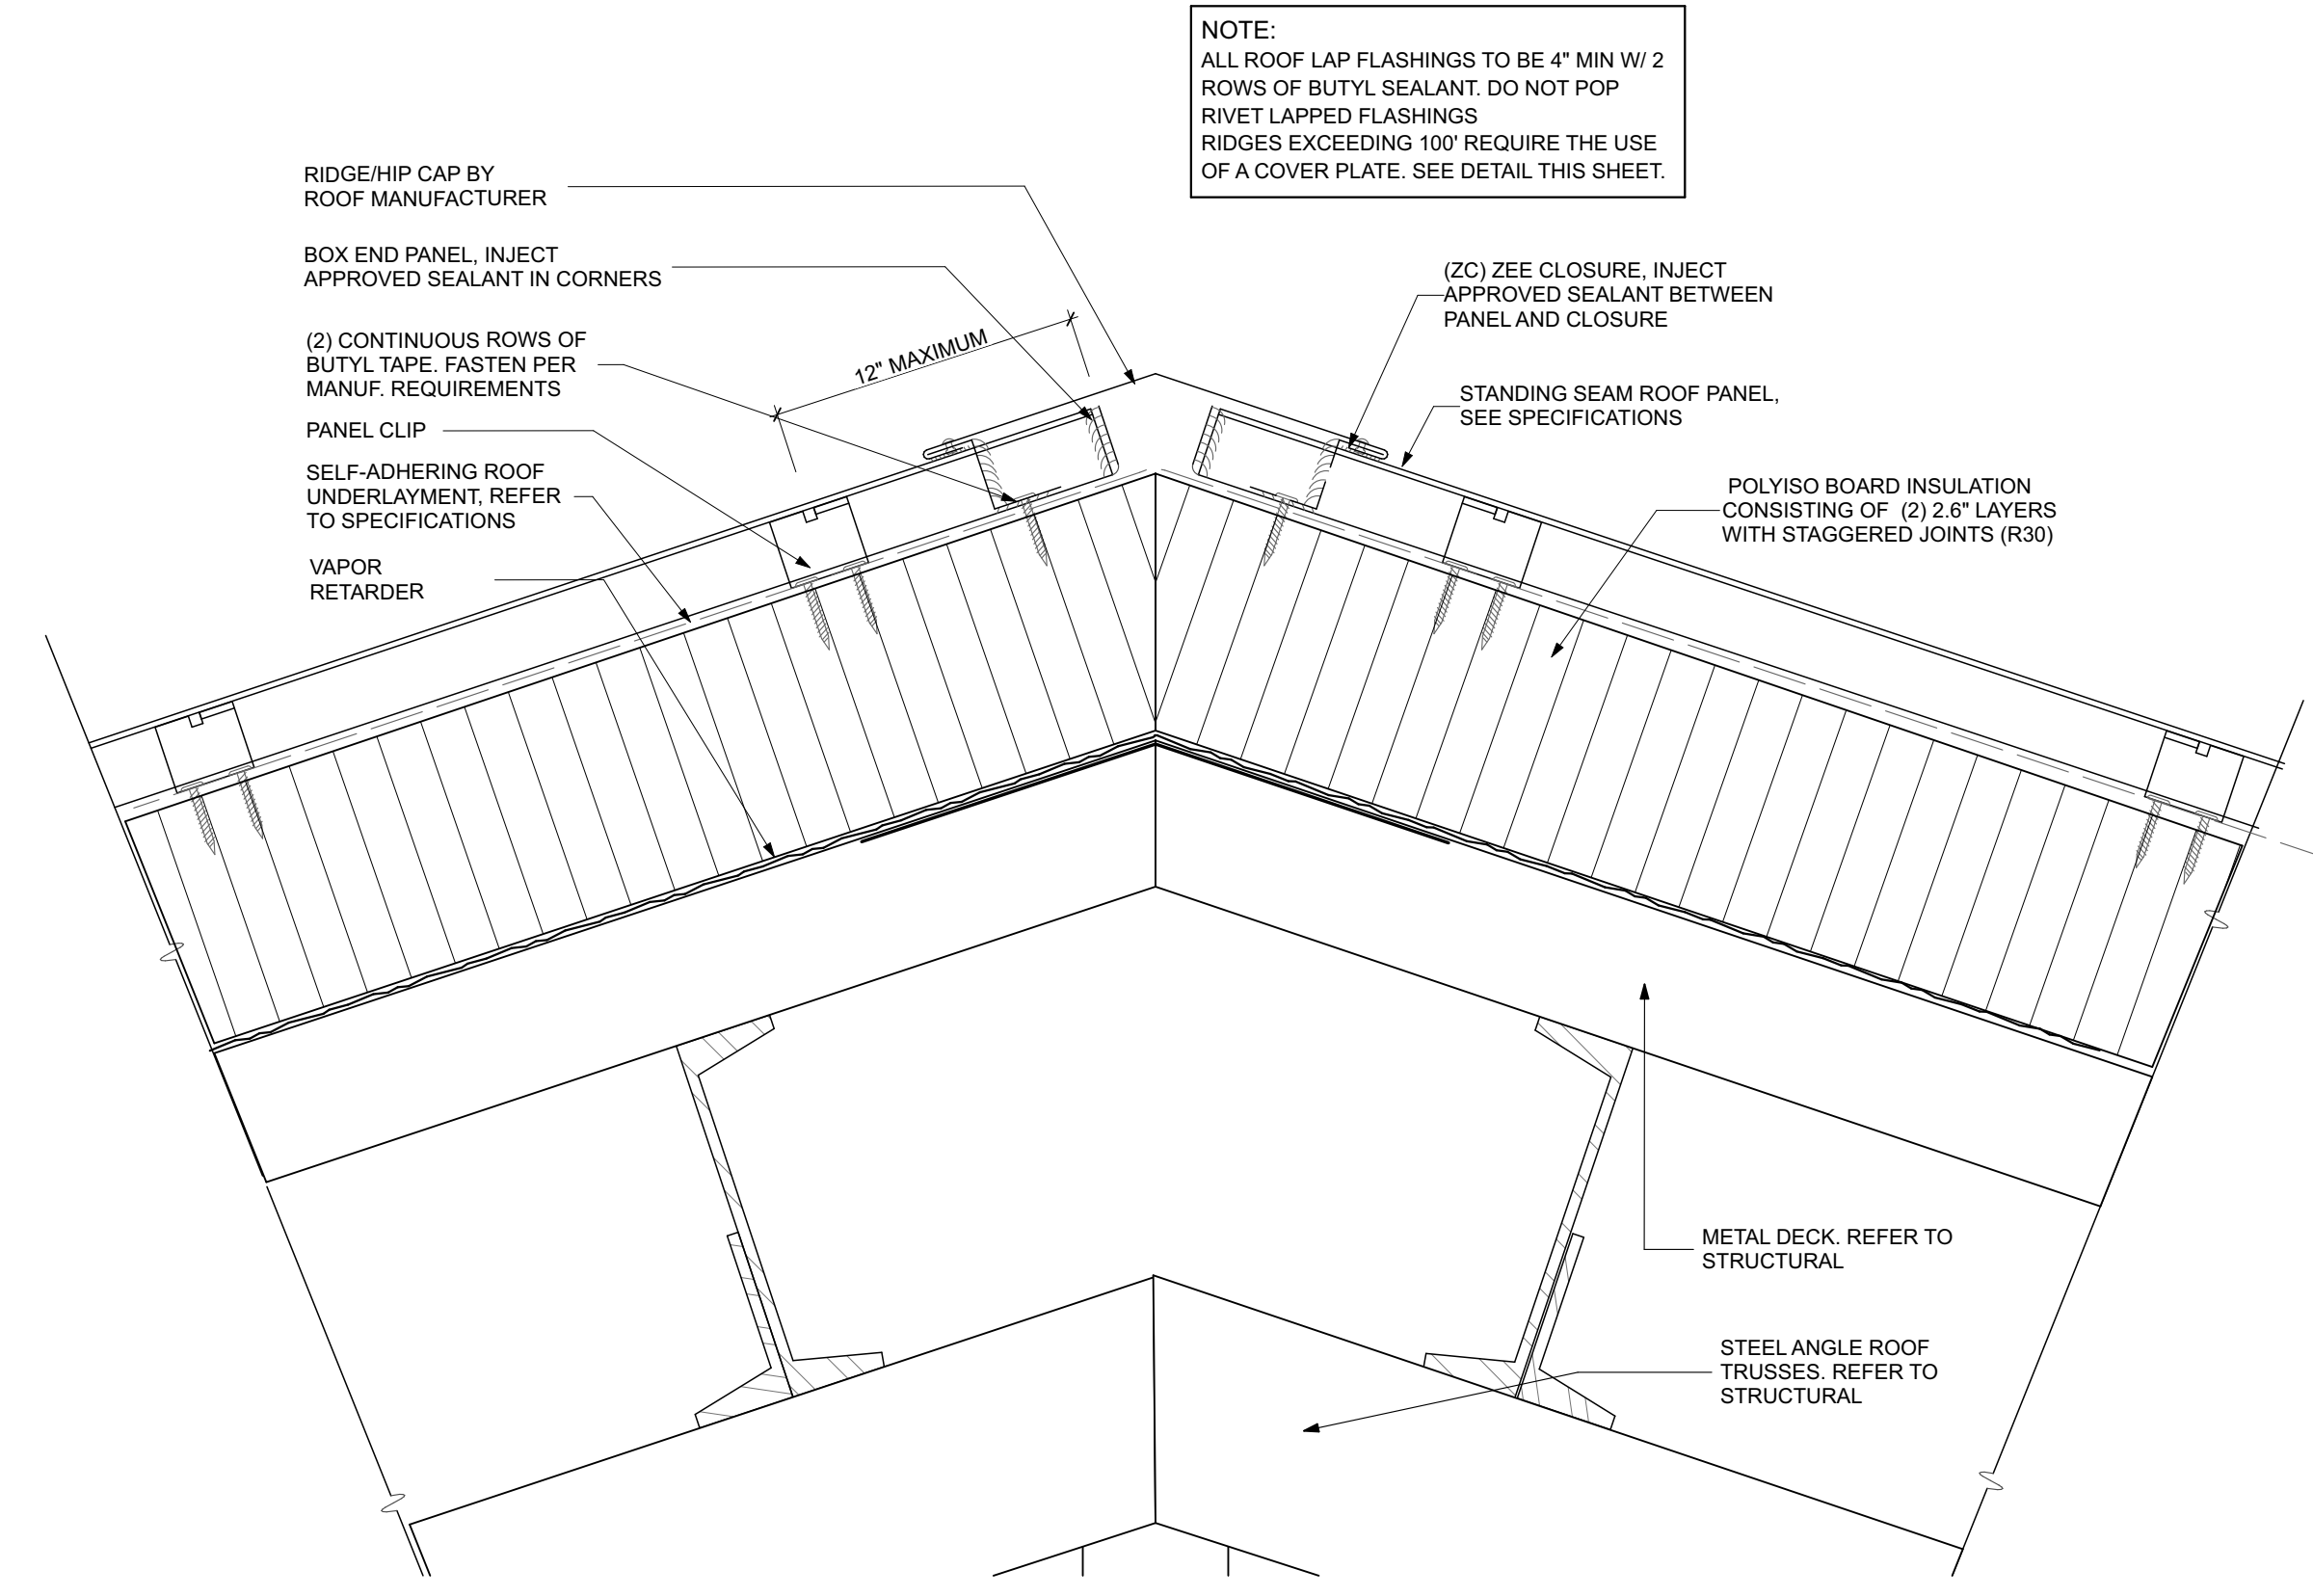 NOTE:
ALL ROOF LAP FLASHINGS TO BE 4" MIN W/ 2
ROWS OF BUTYL SEALANT. DO NOT POP
RIVET LAPPED FLASHINGS
RIDGES EXCEEDING 100' REQUIRE THE USE
OF A COVER PLATE. SEE DETAIL THIS SHEET.
RIDGE/HIP CAP BY
ROOF MANUFACTURER
BOX END PANEL, INJECT
APPROVED SEALANT IN CORNERS
(2) CONTINUOUS ROWS OF
BUTYL TAPE. FASTEN PER
MANUF. REQUIREMENTS
PANEL CLIP
SELF-ADHERING ROOF
UNDERLAYMENT, REFER
TO SPECIFICATIONS
VAPOR
RETARDER
12" MAXIMUM
(ZC) ZEE CLOSURE, INJECT
APPROVED SEALANT BETWEEN
PANEL AND CLOSURE
STANDING SEAM ROOF PANEL,
SEE SPECIFICATIONS
POLYISO BOARD INSULATION
CONSISTING OF (2) 2.6" LAYERS
WITH STAGGERED JOINTS (R30)
METAL DECK. REFER TO
STRUCTURAL
STEEL ANGLE ROOF
TRUSSES. REFER TO
STRUCTURAL